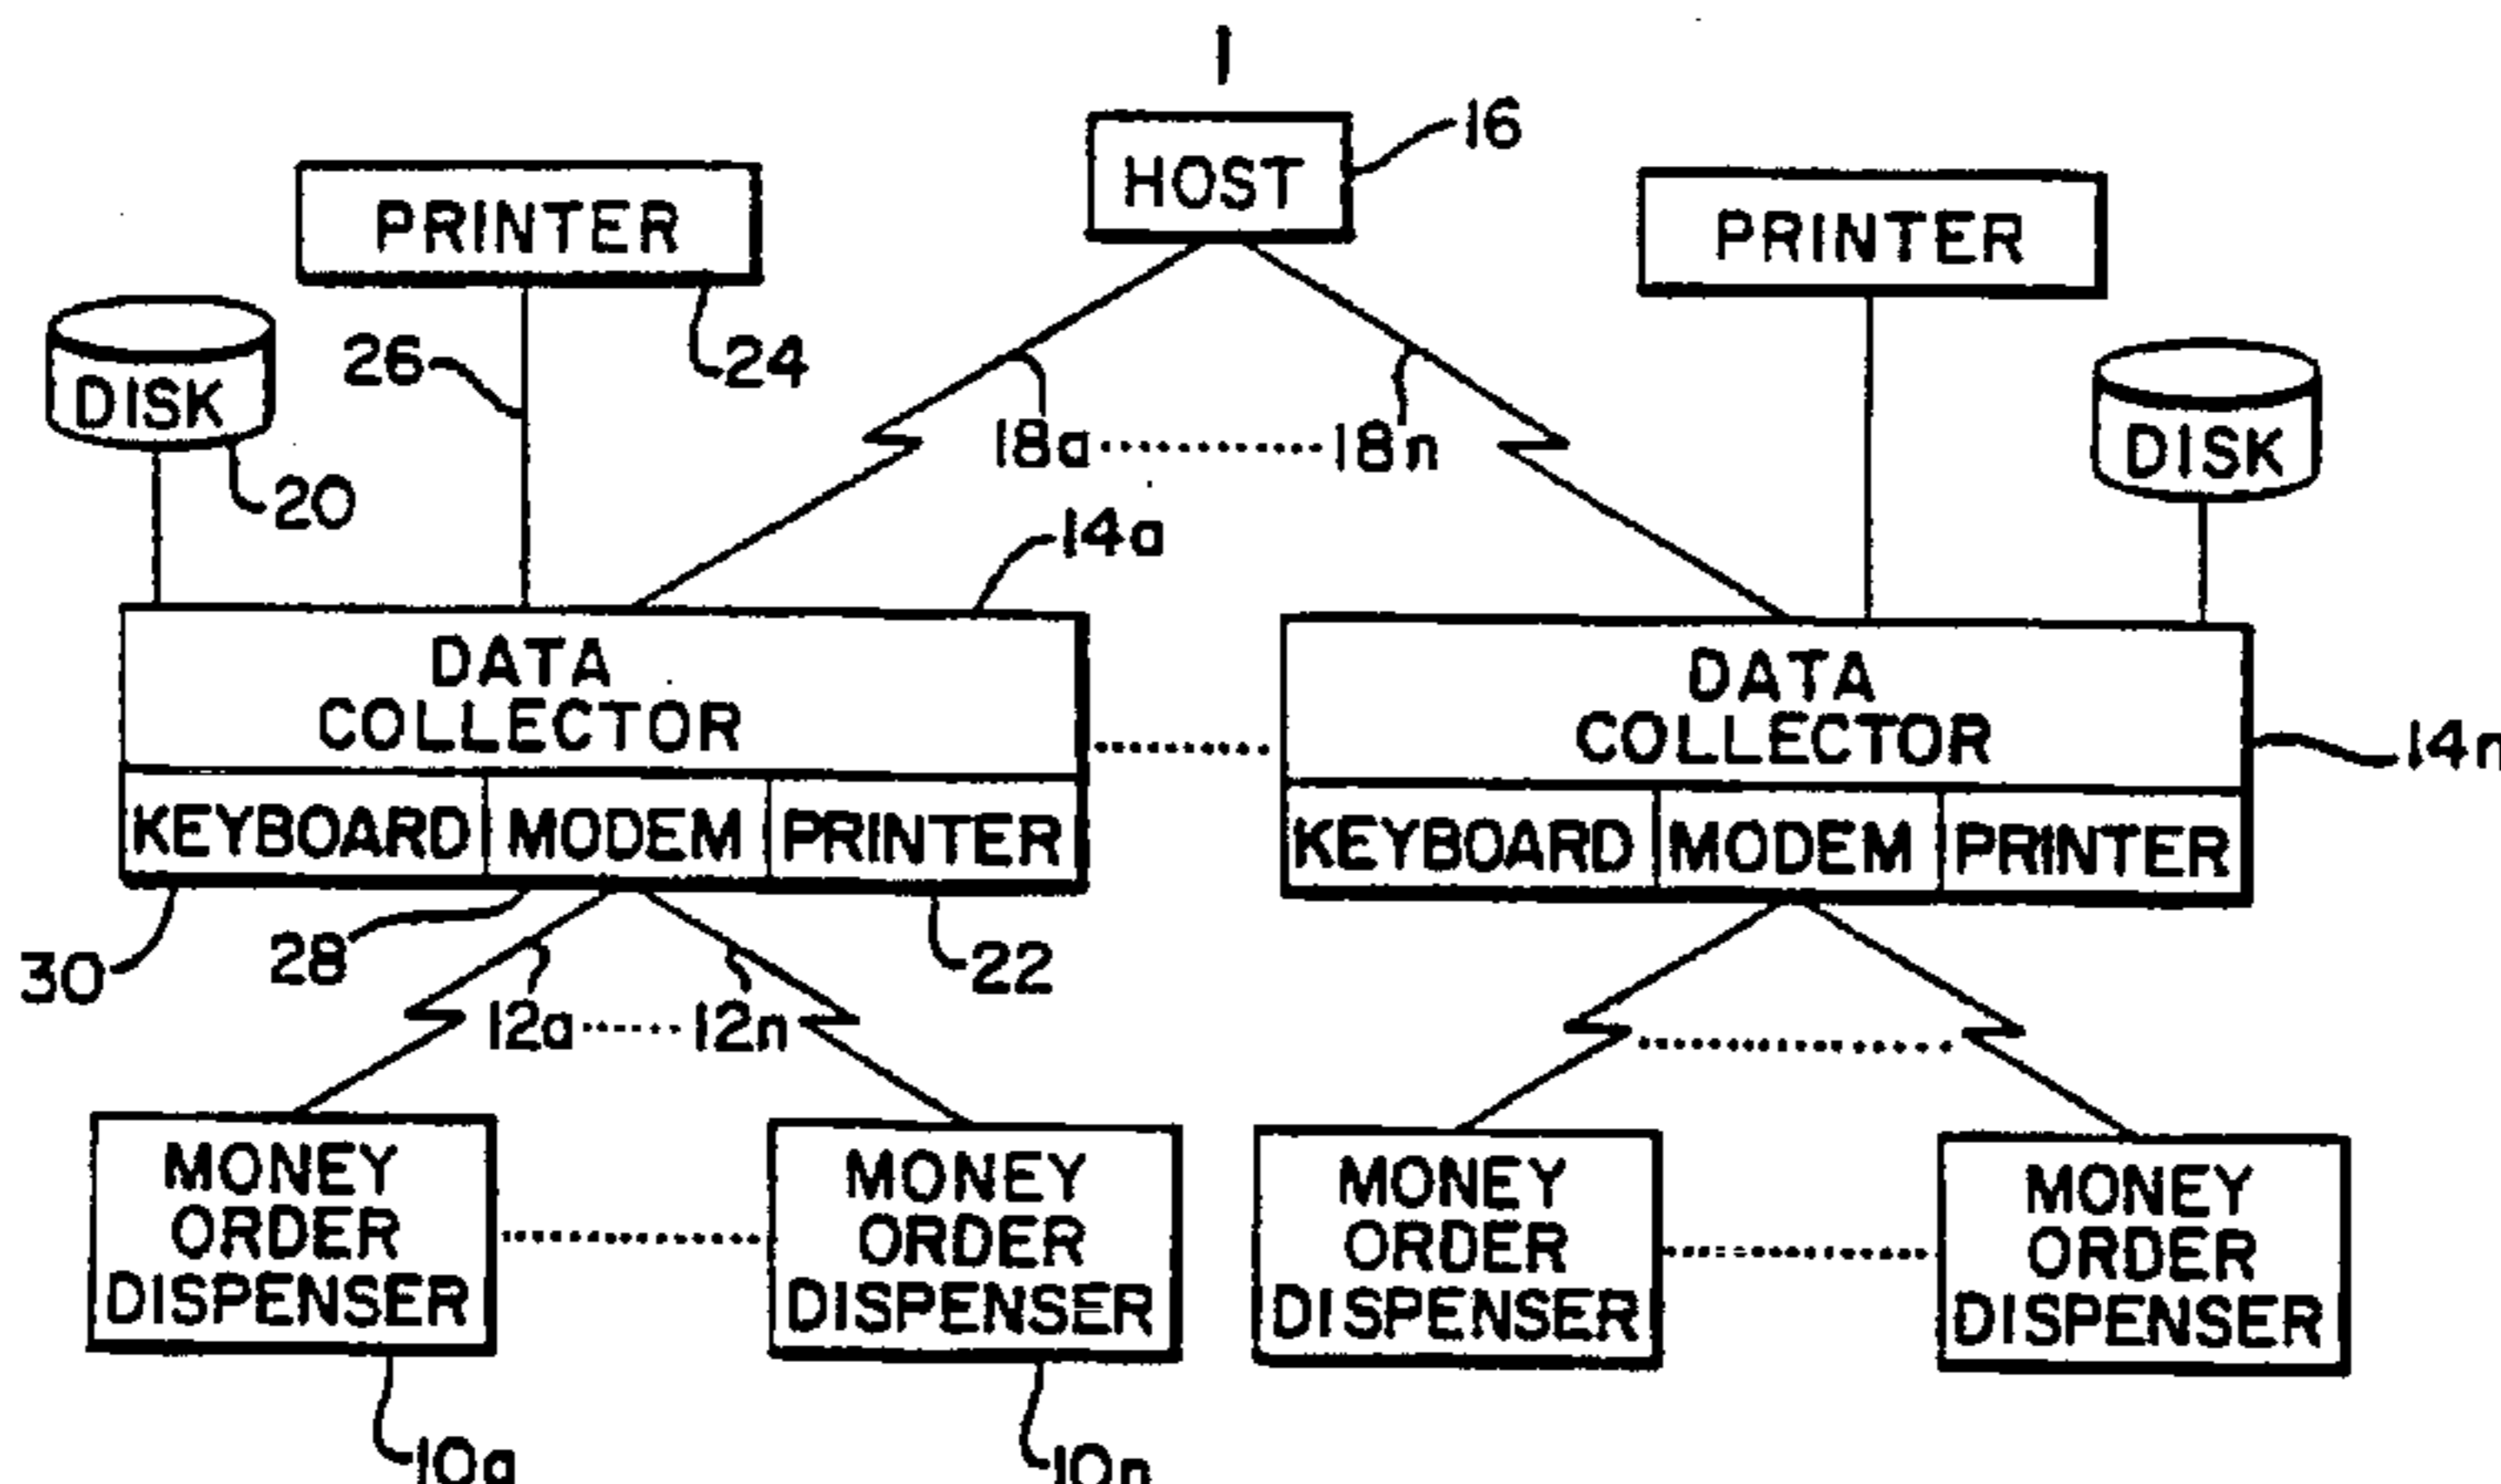 1
HOST
16
PRINTER
24
26
DISK
20
18a
18n
PRINTER
DISK
14a
DATA
COLLECTOR
KEYBOARD MODEM PRINTER
30
28
22
DATA
COLLECTOR
14n
KEYBOARD MODEM PRINTER
12a
12n
MONEY
ORDER
DISPENSER
10a
MONEY
ORDER
DISPENSER
10n
MONEY
ORDER
DISPENSER
MONEY
ORDER
DISPENSER